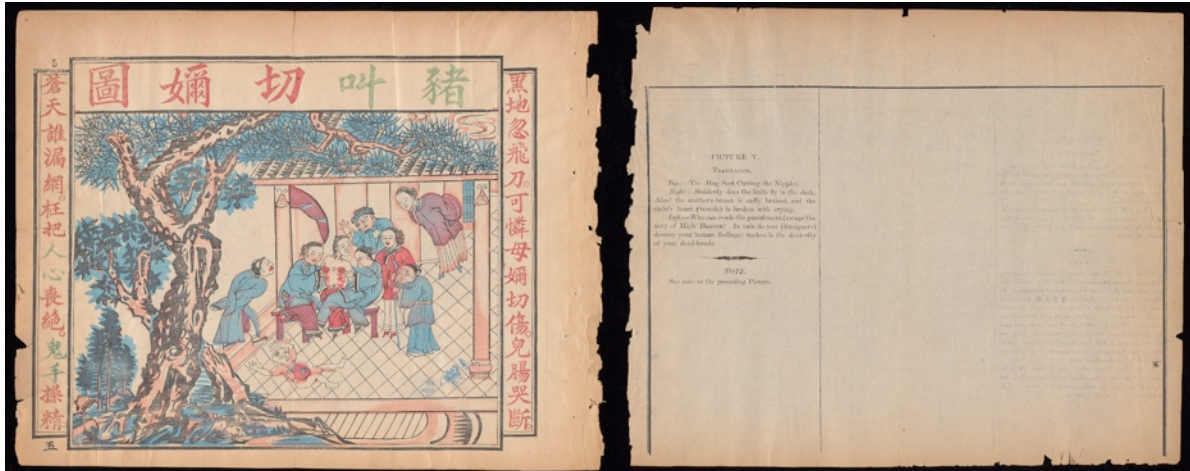 5
豬叫切嬭圖
黑地忽飛刀。可憐母嬭切傷。兒腸哭斷。
蒼天誰漏網。枉把人心喪絕。鬼手操精。
五
PICTURE V.
TRANSLATION.
Top.—The Hog Sect Cutting the Nipples.
Right.—Suddenly does the knife fly in the dark.
Alas! the mother's breast is sadly bruised, and the
child's heart (bowels) is broken with crying.
Left.—Who can evade the punishment (escape the
net) of High Heaven? In vain do you (foreigners)
destroy your human feelings; useless is the dexterity
of your devil-hands.
NOTE.
See note to the preceding Picture.